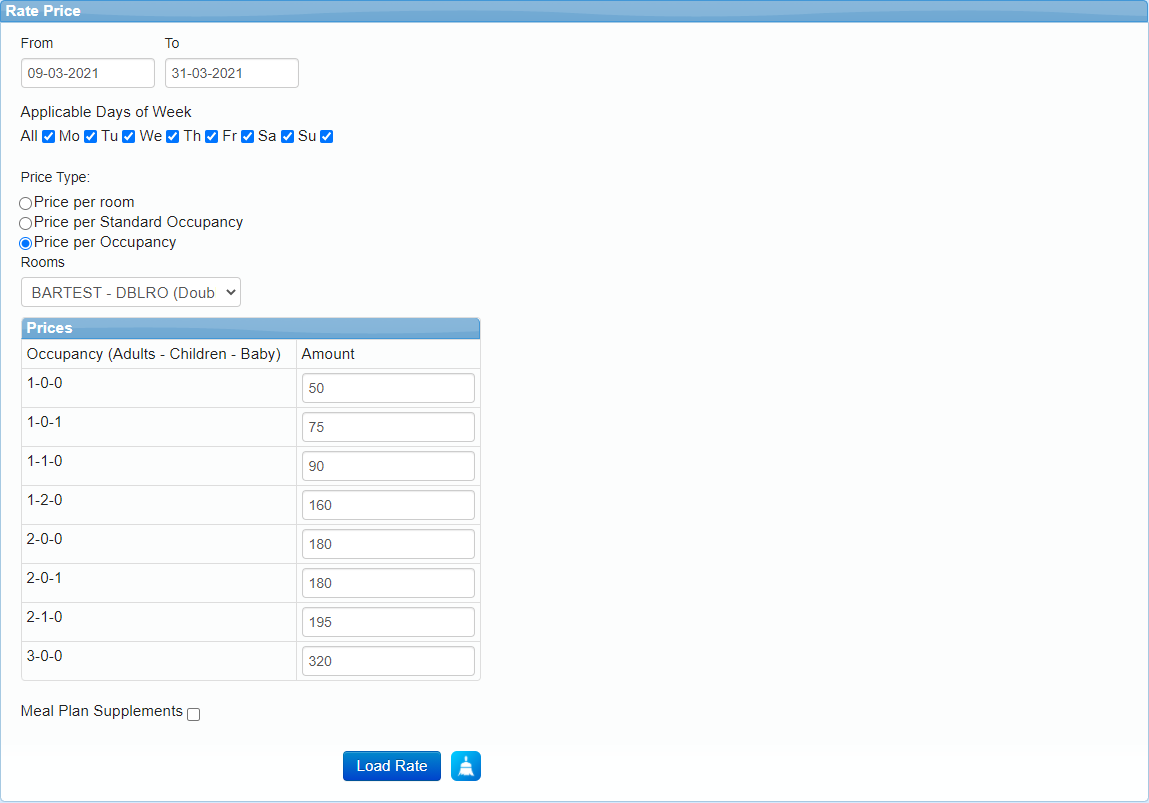 Rate Price
From To
09-03-2021 31-03-2021
Applicable Days of Week
All Mo Tu We Th Fr Sa Su
Price Type:
Price per room
Price per Standard Occupancy
Price per Occupancy
Rooms
BARTEST - DBLRO (Doub
Prices
Occupancy (Adults - Children - Baby) Amount
1-0-0 50
1-0-1 75
1-1-0 90
1-2-0 160
2-0-0 180
2-0-1 180
2-1-0 195
3-0-0 320
Meal Plan Supplements
Load Rate